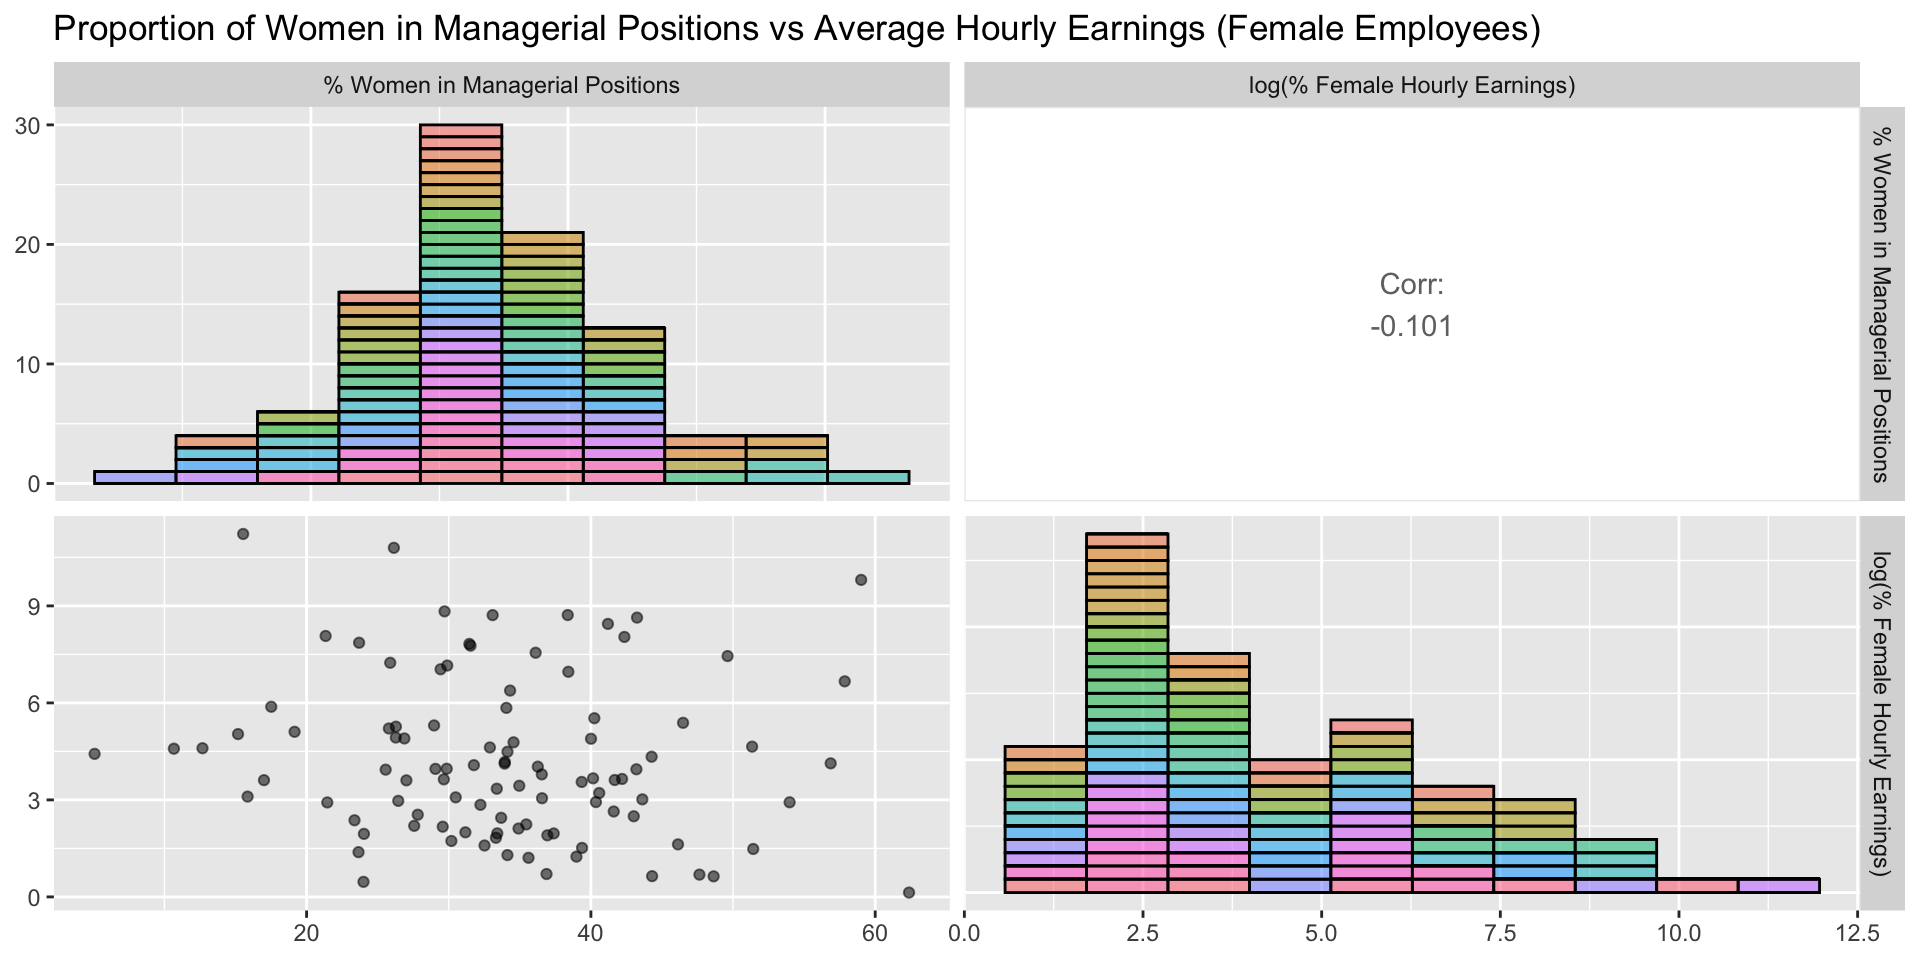 Proportion of Women in Managerial Positions vs Average Hourly Earnings (Female Employees)
% Women in Managerial Positions
log(% Female Hourly Earnings)
30
20
10
0
Corr:
-0.101
% Women in Managerial Positions
9
6
3
0
log(% Female Hourly Earnings)
20 40 60
0.0 2.5 5.0 7.5 10.0 12.5